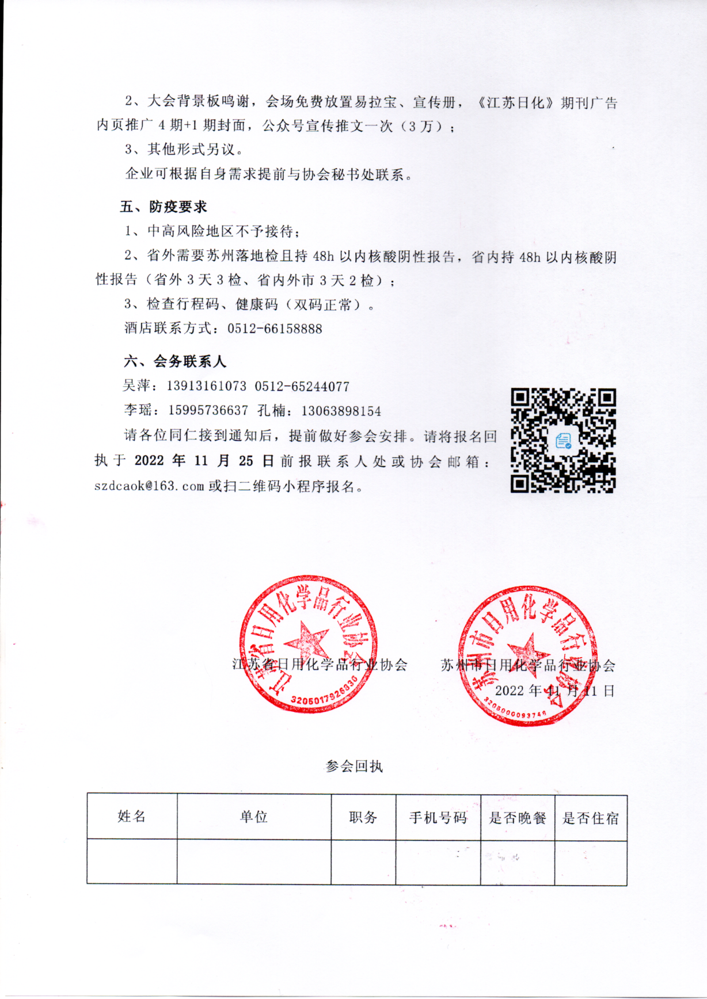 2、大会背景板鸣谢，会场免费放置易拉宝、宣传册，《江苏日化》期刊广告
内页推广 4 期+1 期封面，公众号宣传推文一次（3 万）；
3、其他形式另议。
企业可根据自身需求提前与协会秘书处联系。
五、防疫要求
1、中高风险地区不予接待；
2、省外需要苏州落地检且持 48h 以内核酸阴性报告，省内持 48h 以内核酸阴
性报告（省外 3 天 3 检、省内外市 3 天 2 检）；
3、检查行程码、健康码（双码正常）。
酒店联系方式：0512-66158888
六、会务联系人
吴萍：13913161073 0512-65244077
李瑶：15995736637 孔楠：13063898154
请各位同仁接到通知后，提前做好参会安排。请将报名回
执于 2022 年 11 月 25 日前报联系人处或协会邮箱：
szdcaok@163.com 或扫二维码小程序报名。
江苏省日用化学品行业协会
3205017926830
苏州市日用化学品行业协会
3205000093746
江苏省日用化学品行业协会 苏州市日用化学品行业协会
2022 年 11 月 11 日
参会回执
姓名 单位 职务 手机号码 是否晚餐 是否住宿